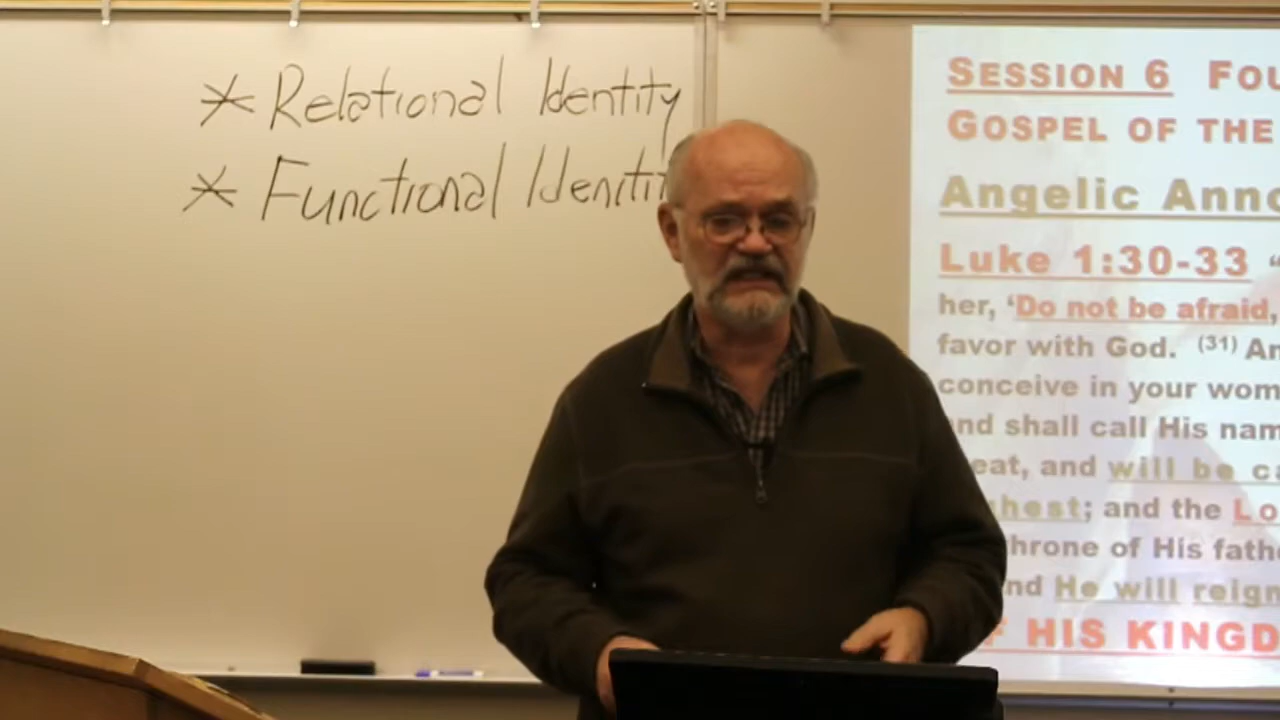 * Relational Identity
* Functional Idenciti
SESSION 6 FOU
GOSPEL OF THE
Angelic Anno
Luke 1:30-33 "
her, ‘Do not be afraid,
favor with God. (31) An
conceive in your wom
nd shall call His nam
eat, and will be ca
hest; and the Lo
hrone of His fath
nd He will reign
F HIS KINGD